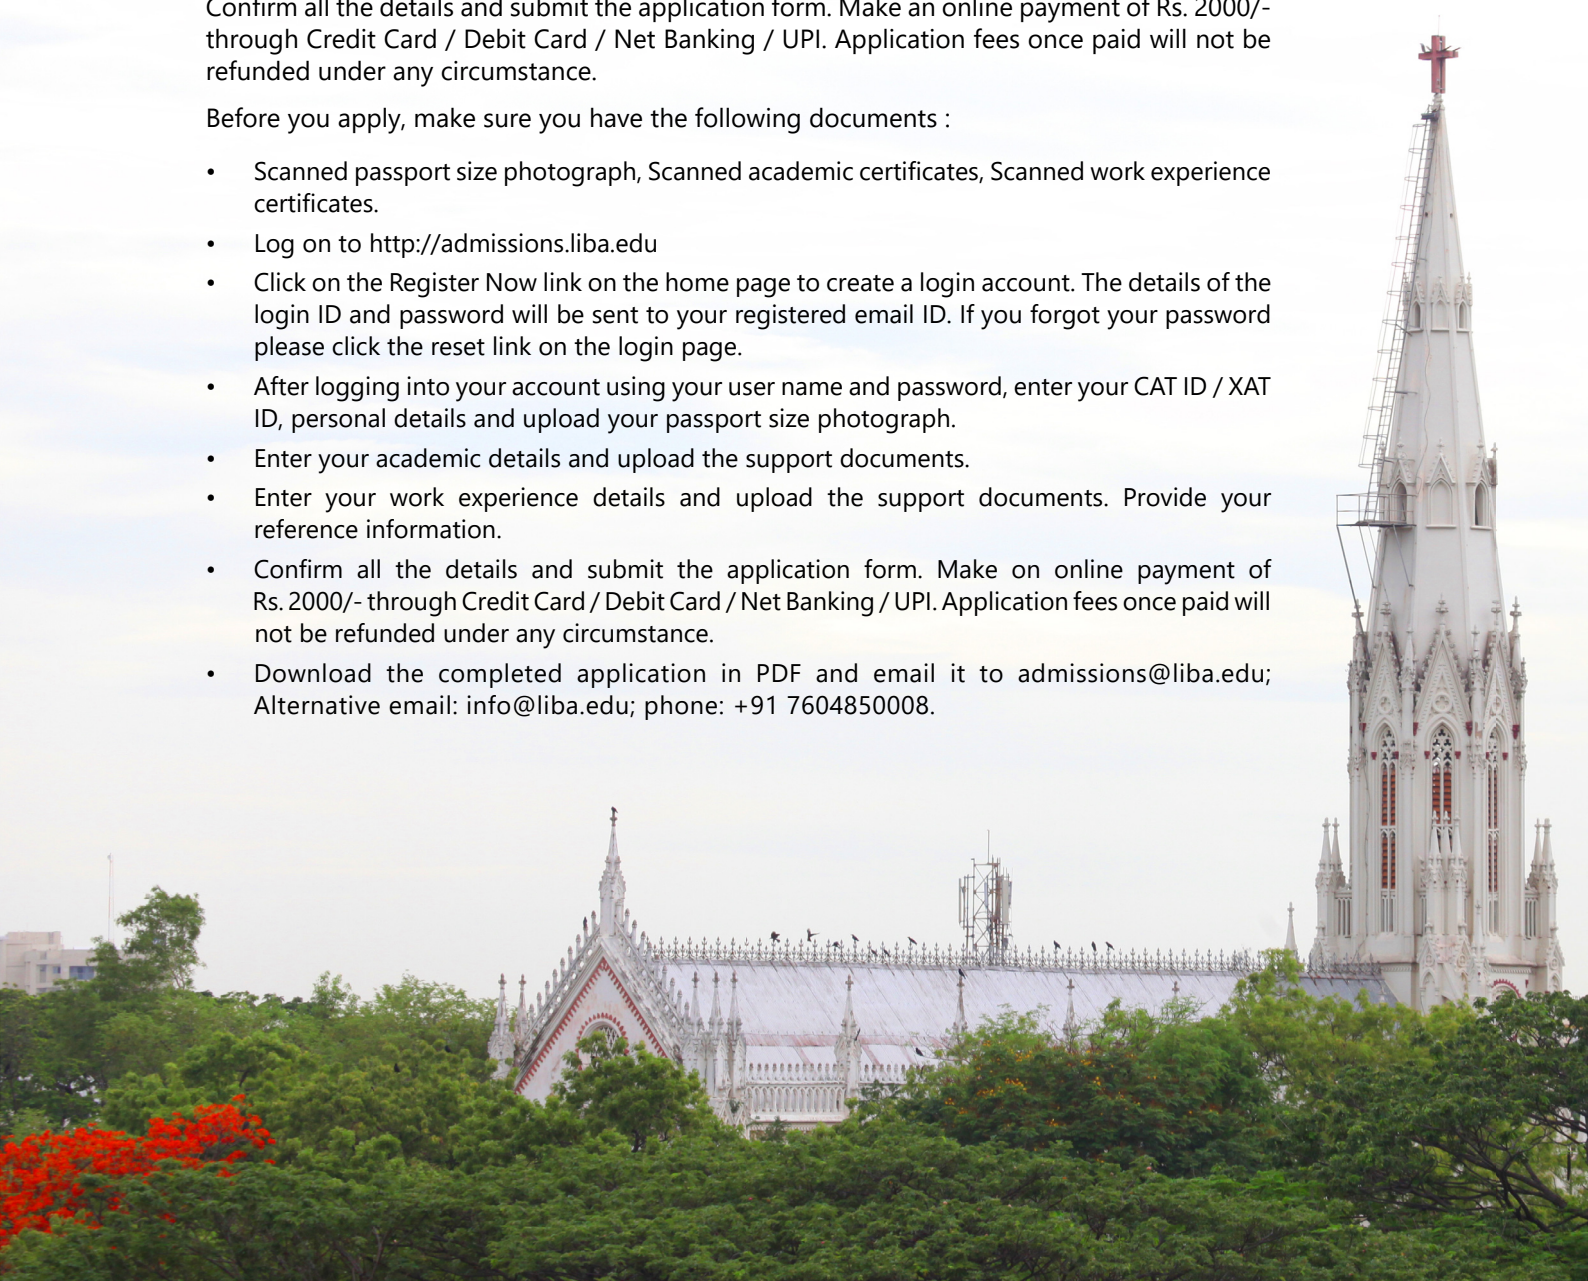 Confirm all the details and submit the application form. Make an online payment of Rs. 2000/-
through Credit Card / Debit Card / Net Banking / UPI. Application fees once paid will not be
refunded under any circumstance.
Before you apply, make sure you have the following documents :
• Scanned passport size photograph, Scanned academic certificates, Scanned work experience
certificates.
• Log on to http://admissions.liba.edu
• Click on the Register Now link on the home page to create a login account. The details of the
login ID and password will be sent to your registered email ID. If you forgot your password
please click the reset link on the login page.
• After logging into your account using your user name and password, enter your CAT ID / XAT
ID, personal details and upload your passport size photograph.
• Enter your academic details and upload the support documents.
• Enter your work experience details and upload the support documents. Provide your
reference information.
• Confirm all the details and submit the application form. Make on online payment of
Rs. 2000/- through Credit Card / Debit Card / Net Banking / UPI. Application fees once paid will
not be refunded under any circumstance.
• Download the completed application in PDF and email it to admissions@liba.edu;
Alternative email: info@liba.edu; phone: +91 7604850008.